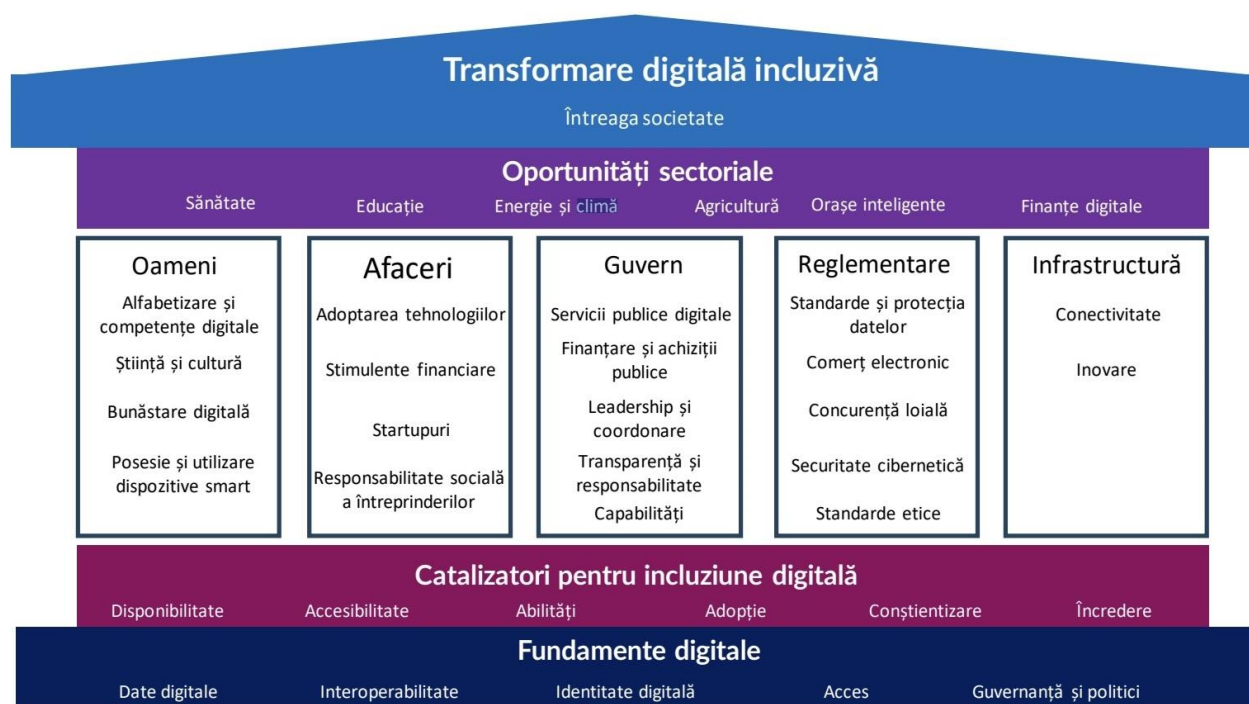 Transformare digitală incluzivă
Întreaga societate
Oportunități sectoriale
Sănătate
Educație
Energie și climă
Agricultură
Orașe inteligente
Finanțe digitale
Oameni
Alfabetizare și
competențe digitale
Știință și cultură
Bunăstare digitală
Posesie și utilizare
dispozitive smart
Afaceri
Adoptarea tehnologiilor
Stimulente financiare
Startupuri
Responsabilitate socială
a întreprinderilor
Guvern
Servicii publice digitale
Finanțare și achiziții
publice
Leadership și
coordonare
Transparență și
responsabilitate
Capabilități
Reglementare
Standarde și protecția
datelor
Comerț electronic
Concurență loială
Securitate cibernetică
Standarde etice
Infrastructură
Conectivitate
Inovare
Catalizatori pentru incluziune digitală
Disponibilitate
Accesibilitate
Abilități
Adopție
Conștientizare
Încredere
Fundamente digitale
Date digitale
Interoperabilitate
Identitate digitală
Acces
Guvernanță și politici